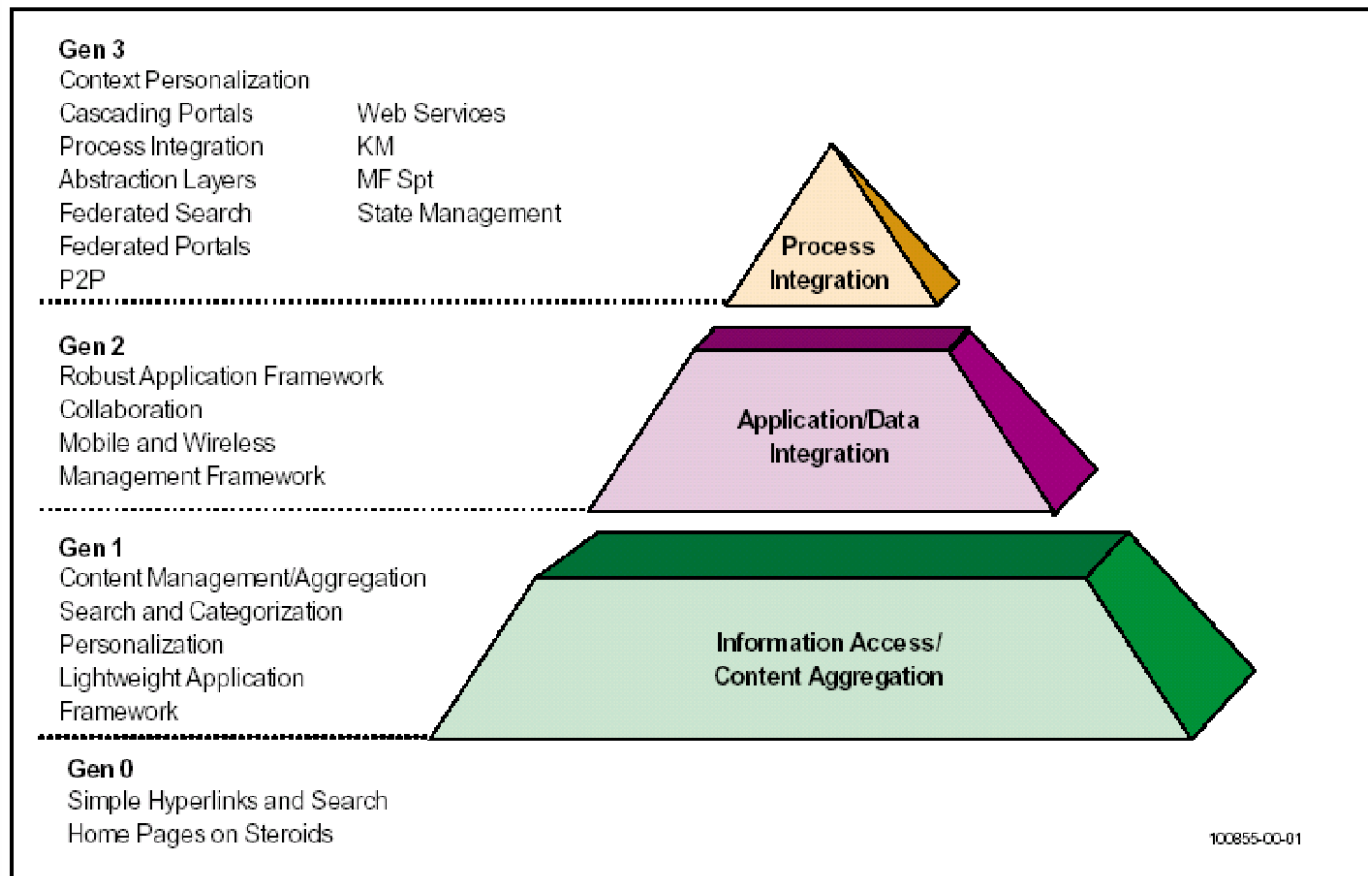 Gen 3
Context Personalization
Cascading Portals Web Services
Process Integration KM
Abstraction Layers MF Spt
Federated Search State Management
Federated Portals
P2P
Process
Integration
Gen 2
Robust Application Framework
Collaboration
Mobile and Wireless
Management Framework
Application/Data
Integration
Gen 1
Content Management/Aggregation
Search and Categorization
Personalization
Lightweight Application
Framework
Information Access/
Content Aggregation
Gen 0
Simple Hyperlinks and Search
Home Pages on Steroids
100855-00-01